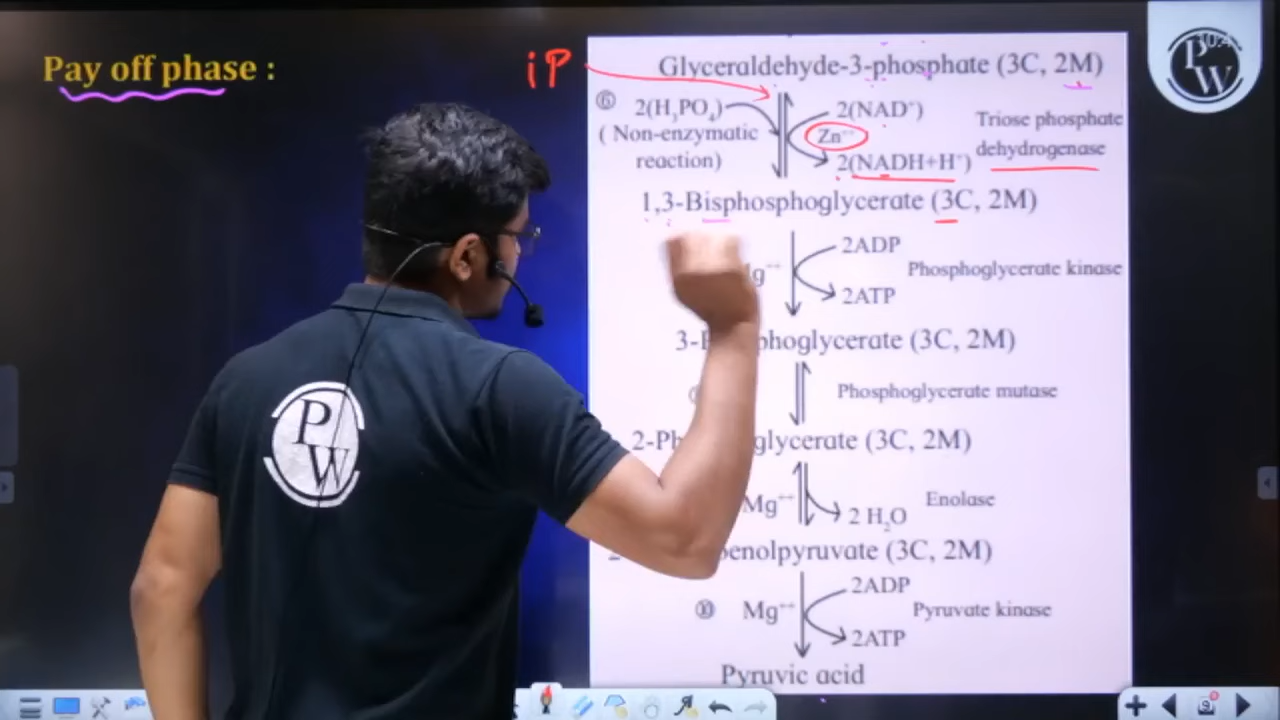 Pay off phase :
iP
Glyceraldehyde-3-phosphate (3C, 2M)
⑥ 2(H₃PO₄) 2(NAD⁺)
( Non-enzymatic reaction)
Zn⁺⁺
2(NADH+H⁺)
Triose phosphate
dehydrogenase
1,3-Bisphosphoglycerate (3C, 2M)
2ADP
Phosphoglycerate kinase
2ATP
phoglycerate (3C, 2M)
Phosphoglycerate mutase
glycerate (3C, 2M)
Mg⁺⁺
2 H₂O
Enolase
enolpyruvate (3C, 2M)
2ADP
⑩ Mg⁺⁺
Pyruvate kinase
2ATP
Pyruvic acid
P
W
P
W